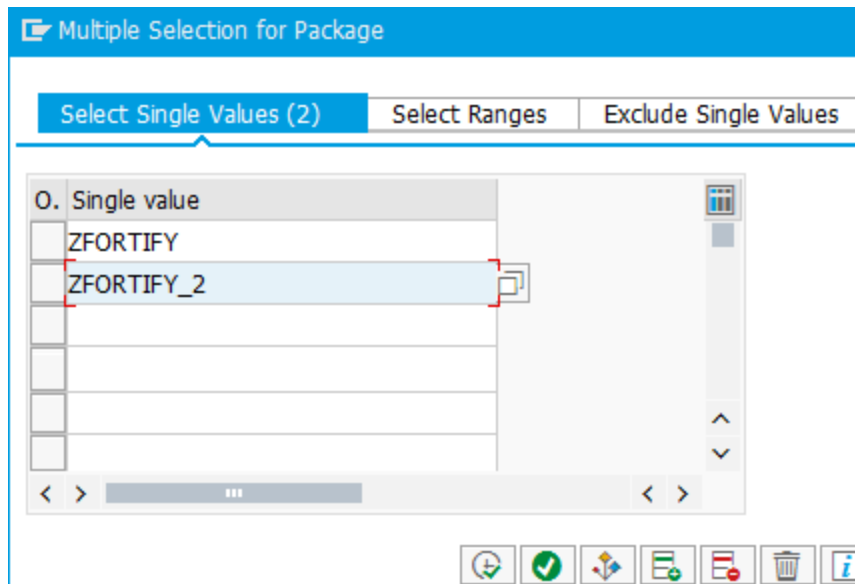 Multiple Selection for Package
Select Single Values (2) Select Ranges Exclude Single Values
O. Single value
ZFORTIFY
ZFORTIFY_2